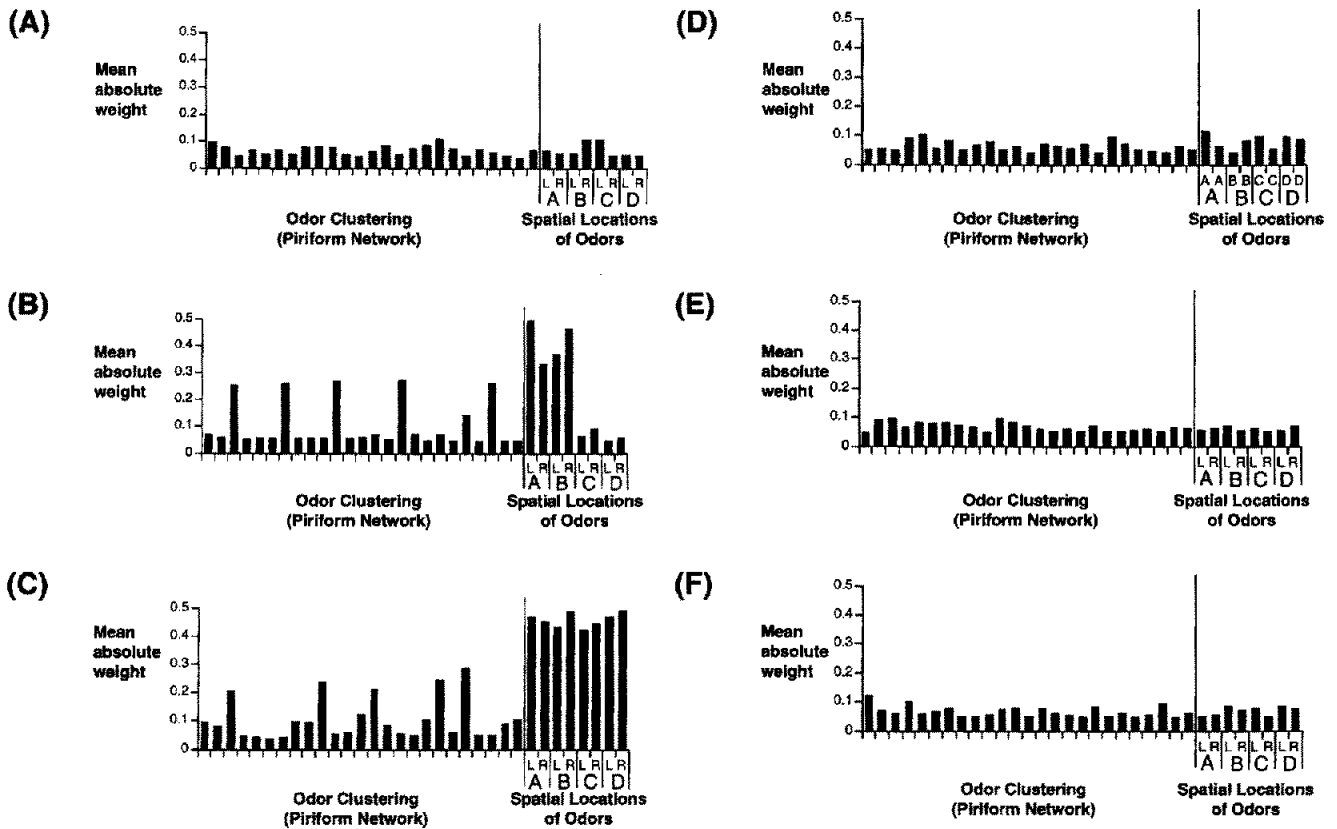 (A)
0.5
0.4
0.3
0.2
0.1
0
Mean
absolute
weight
L R L R L R L R
A B C D
Odor Clustering
(Piriform Network)
Spatial Locations
of Odors
(B)
0.5
0.4
0.3
0.2
0.1
0
Mean
absolute
weight
L R L R L R L R
A B C D
Odor Clustering
(Piriform Network)
Spatial Locations
of Odors
(C)
0.5
0.4
0.3
0.2
0.1
0
Mean
absolute
weight
L R L R L R L R
A B C D
Odor Clustering
(Piriform Network)
Spatial Locations
of Odors
(D)
0.5
0.4
0.3
0.2
0.1
0
Mean
absolute
weight
A A B B C C D D
A B C D
Odor Clustering
(Piriform Network)
Spatial Locations
of Odors
(E)
0.5
0.4
0.3
0.2
0.1
0
Mean
absolute
weight
L R L R L R L R
A B C D
Odor Clustering
(Piriform Network)
Spatial Locations
of Odors
(F)
0.5
0.4
0.3
0.2
0.1
0
Mean
absolute
weight
L R L R L R L R
A B C D
Odor Clustering
(Piriform Network)
Spatial Locations
of Odors